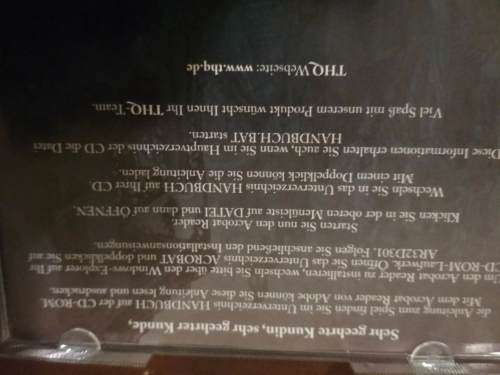 Sehr geehrte Kundin, sehr geehrter Kunde,
die Anleitung zum Spiel finden Sie im Unterverzeichnis HANDBUCH auf der CD-ROM.
Mit dem Acrobat Reader von Adobe können Sie diese Anleitung lesen und ausdrucken.
Um den Acrobat Reader zu installieren, wechseln Sie bitte über den Windows-Explorer auf Ihr
CD-ROM-Laufwerk. Öffnen Sie das Unterverzeichnis ACROBAT und doppelklicken Sie auf
AR32D301. Folgen Sie anschließend den Installationsanweisungen.
Starten Sie nun den Acrobat Reader.
Klicken Sie in der oberen Menüleiste auf DATEI und dann auf ÖFFNEN.
Wechseln Sie in das Unterverzeichnis HANDBUCH auf Ihrer CD.
Mit einem Doppelklick können Sie die Anleitung laden.
Diese Informationen erhalten Sie auch, wenn Sie im Hauptverzeichnis der CD die Datei
HANDBUCH.BAT starten.
Viel Spaß mit unserem Produkt wünscht Ihnen Ihr THQ-Team.
THQ Webseite: www.thq.de